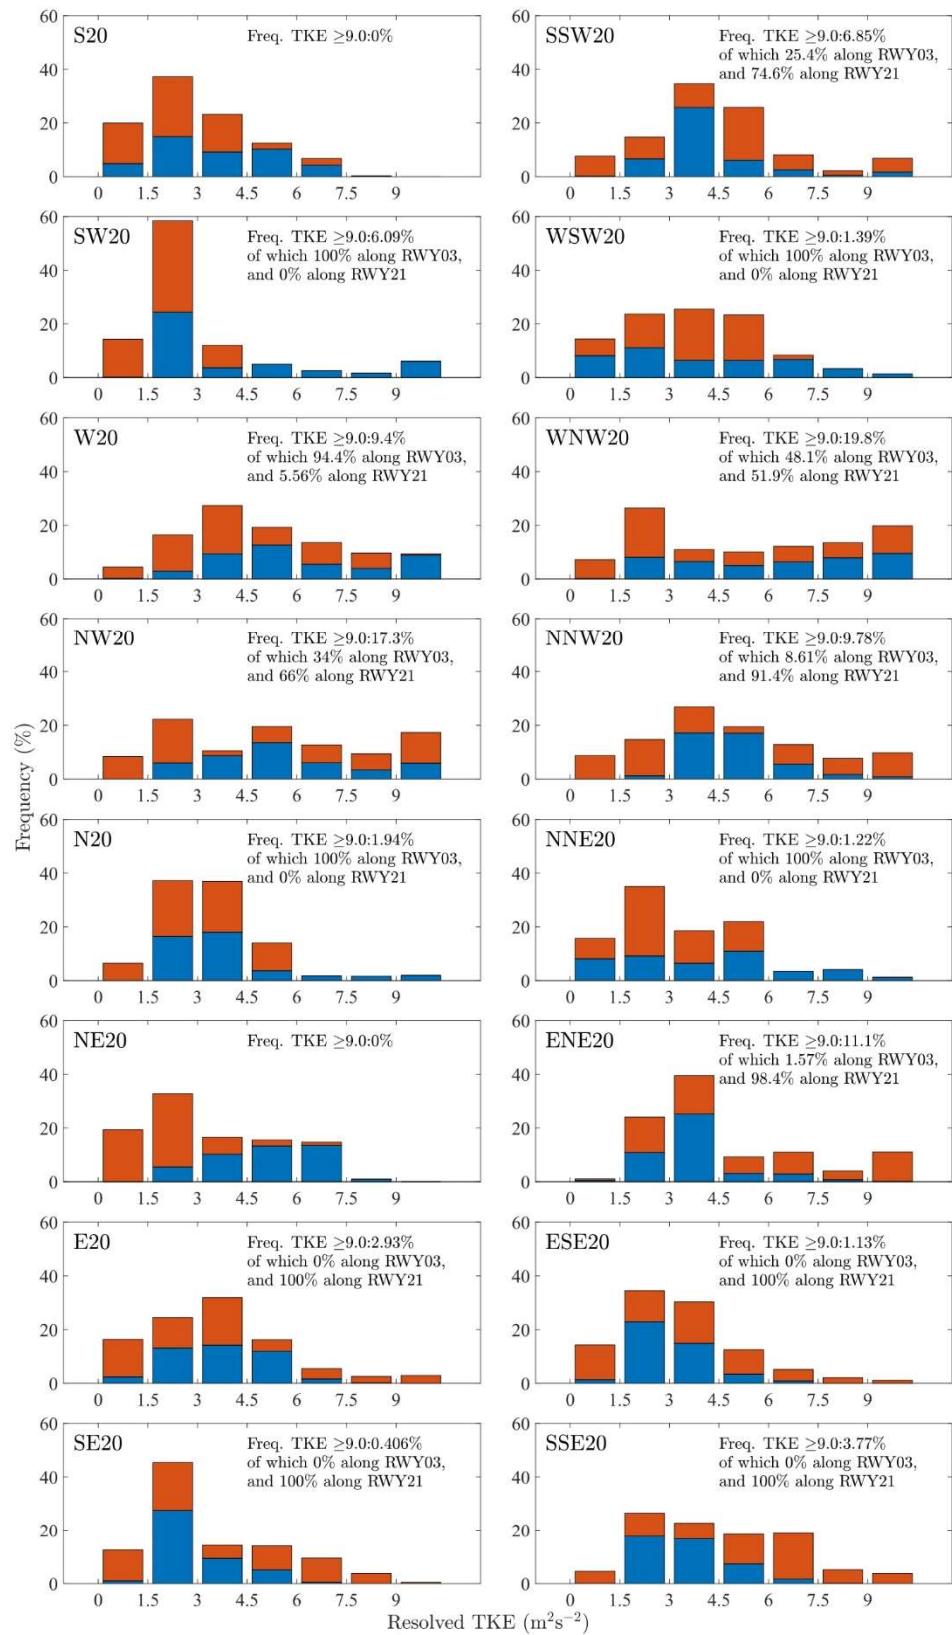 S20
Freq. TKE ≥9.0:0%
60
40
20
0
0 1.5 3 4.5 6 7.5 9
SSW20
Freq. TKE ≥9.0:6.85%
of which 25.4% along RWY03,
and 74.6% along RWY21
60
40
20
0
0 1.5 3 4.5 6 7.5 9
SW20
Freq. TKE ≥9.0:6.09%
of which 100% along RWY03,
and 0% along RWY21
60
40
20
0
0 1.5 3 4.5 6 7.5 9
WSW20
Freq. TKE ≥9.0:1.39%
of which 100% along RWY03,
and 0% along RWY21
60
40
20
0
0 1.5 3 4.5 6 7.5 9
W20
Freq. TKE ≥9.0:9.4%
of which 94.4% along RWY03,
and 5.56% along RWY21
60
40
20
0
0 1.5 3 4.5 6 7.5 9
WNW20
Freq. TKE ≥9.0:19.8%
of which 48.1% along RWY03,
and 51.9% along RWY21
60
40
20
0
0 1.5 3 4.5 6 7.5 9
NW20
Freq. TKE ≥9.0:17.3%
of which 34% along RWY03,
and 66% along RWY21
60
40
20
0
0 1.5 3 4.5 6 7.5 9
NNW20
Freq. TKE ≥9.0:9.78%
of which 8.61% along RWY03,
and 91.4% along RWY21
60
40
20
0
0 1.5 3 4.5 6 7.5 9
Frequency (%)
N20
Freq. TKE ≥9.0:1.94%
of which 100% along RWY03,
and 0% along RWY21
60
40
20
0
0 1.5 3 4.5 6 7.5 9
NNE20
Freq. TKE ≥9.0:1.22%
of which 100% along RWY03,
and 0% along RWY21
60
40
20
0
0 1.5 3 4.5 6 7.5 9
NE20
Freq. TKE ≥9.0:0%
60
40
20
0
0 1.5 3 4.5 6 7.5 9
ENE20
Freq. TKE ≥9.0:11.1%
of which 1.57% along RWY03,
and 98.4% along RWY21
60
40
20
0
0 1.5 3 4.5 6 7.5 9
E20
Freq. TKE ≥9.0:2.93%
of which 0% along RWY03,
and 100% along RWY21
60
40
20
0
0 1.5 3 4.5 6 7.5 9
ESE20
Freq. TKE ≥9.0:1.13%
of which 0% along RWY03,
and 100% along RWY21
60
40
20
0
0 1.5 3 4.5 6 7.5 9
SE20
Freq. TKE ≥9.0:0.406%
of which 0% along RWY03,
and 100% along RWY21
60
40
20
0
0 1.5 3 4.5 6 7.5 9
SSE20
Freq. TKE ≥9.0:3.77%
of which 0% along RWY03,
and 100% along RWY21
60
40
20
0
0 1.5 3 4.5 6 7.5 9
Resolved TKE (m²s⁻²)